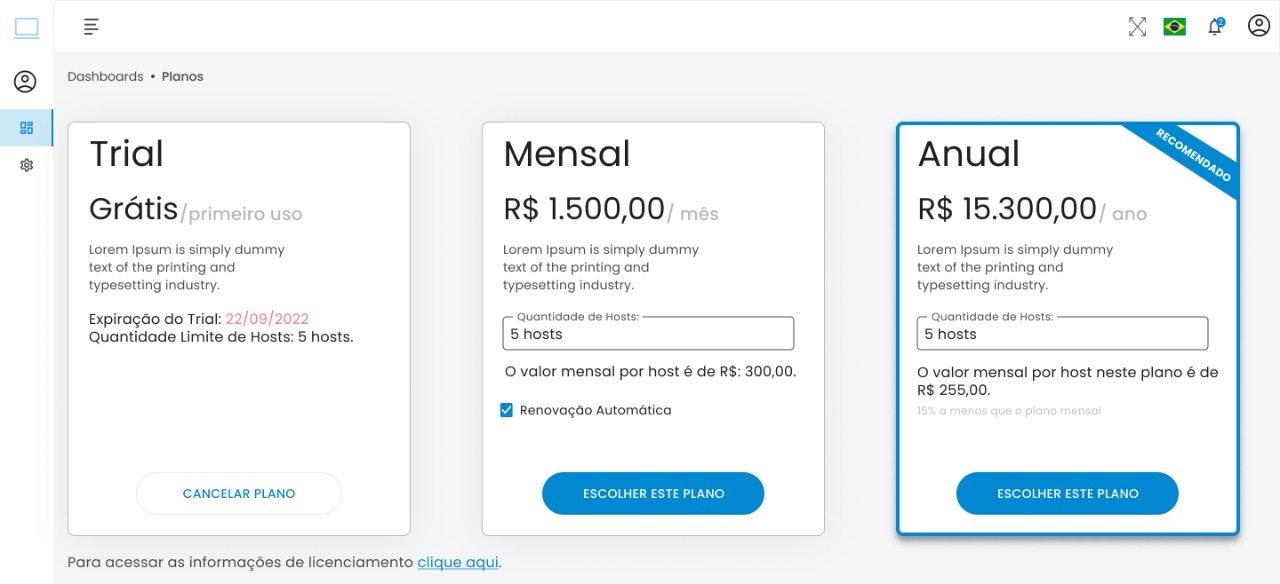 2
Dashboards • Planos
Trial
Grátis/primeiro uso
Lorem Ipsum is simply dummy
text of the printing and
typesetting industry.
Expiração do Trial: 22/09/2022
Quantidade Limite de Hosts: 5 hosts.
CANCELAR PLANO
Mensal
R$ 1.500,00/ mês
Lorem Ipsum is simply dummy
text of the printing and
typesetting industry.
Quantidade de Hosts:
5 hosts
O valor mensal por host é de R$: 300,00.
Renovação Automática
ESCOLHER ESTE PLANO
Anual
RECOMENDADO
R$ 15.300,00/ ano
Lorem Ipsum is simply dummy
text of the printing and
typesetting industry.
Quantidade de Hosts:
5 hosts
O valor mensal por host neste plano é de
R$ 255,00.
15% a menos que o plano mensal
ESCOLHER ESTE PLANO
Para acessar as informações de licenciamento clique aqui.